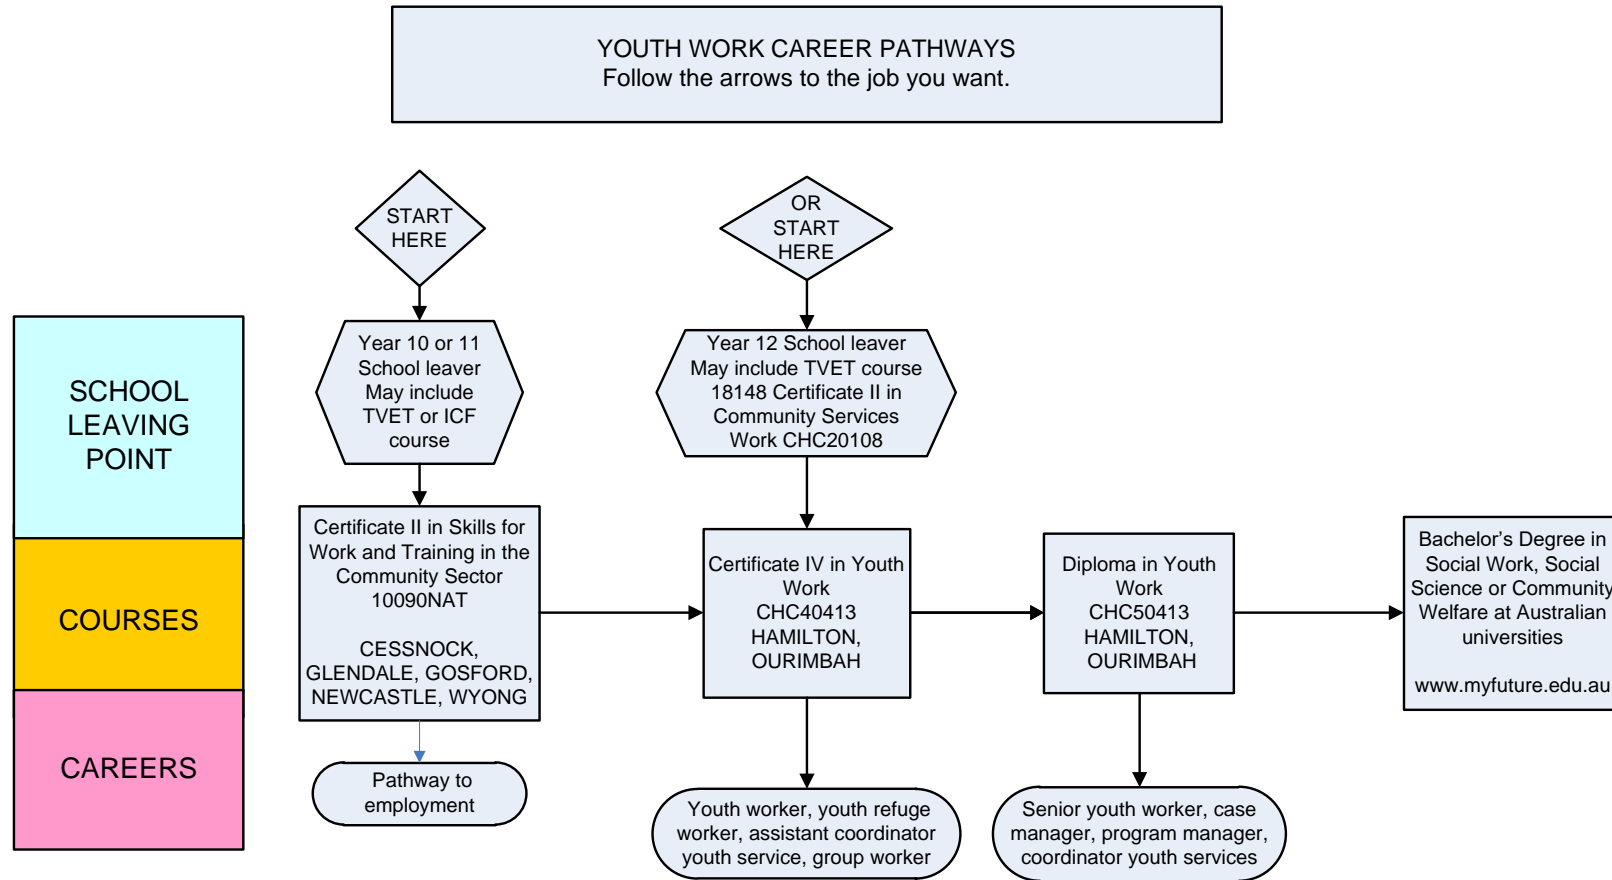 YOUTH WORK CAREER PATHWAYS
Follow the arrows to the job you want.
START
HERE
OR
START
HERE
SCHOOL
LEAVING
POINT
Year 10 or 11
School leaver
May include
TVET or ICF
course
Year 12 School leaver
May include TVET course
18148 Certificate II in
Community Services
Work CHC20108
COURSES
Certificate II in Skills for
Work and Training in the
Community Sector
10090NAT
CESSNOCK,
GLENDALE, GOSFORD,
NEWCASTLE, WYONG
Certificate IV in Youth
Work
CHC40413
HAMILTON,
OURIMBAH
Diploma in Youth
Work
CHC50413
HAMILTON,
OURIMBAH
Bachelor’s Degree in
Social Work, Social
Science or Community
Welfare at Australian
universities
www.myfuture.edu.au
CAREERS
Pathway to
employment
Youth worker, youth refuge
worker, assistant coordinator
youth service, group worker
Senior youth worker, case
manager, program manager,
coordinator youth services